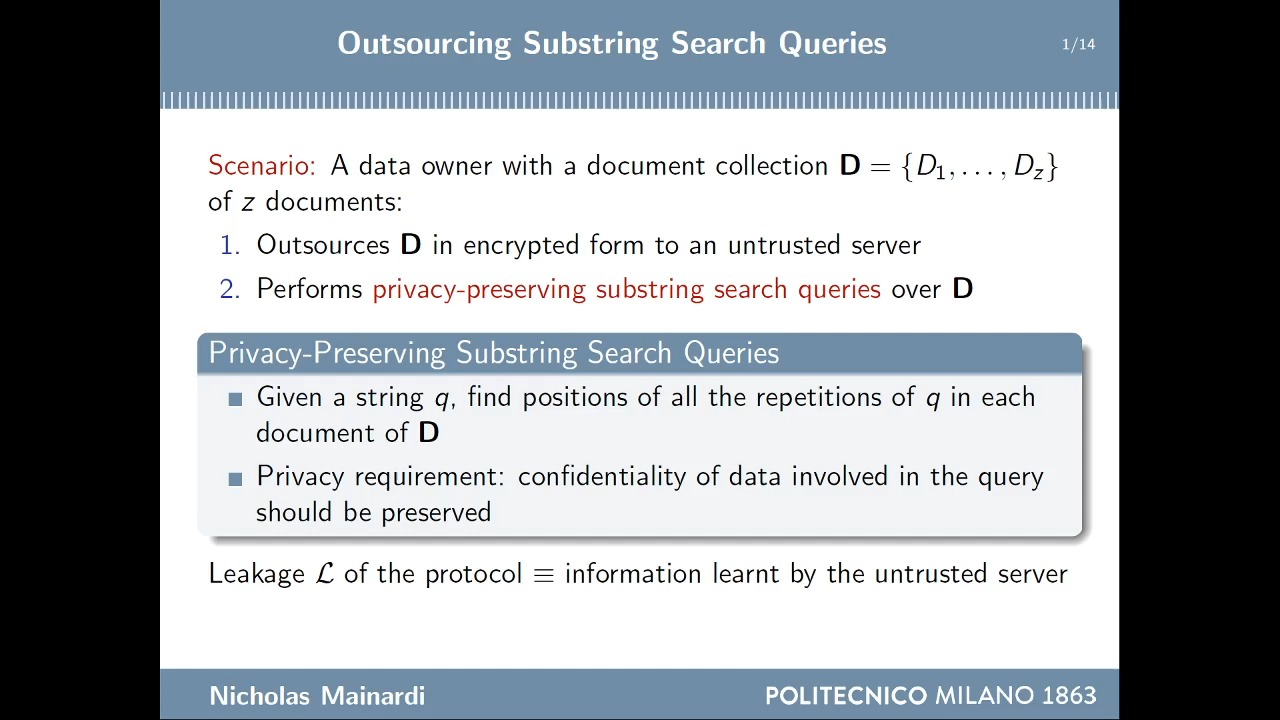 Outsourcing Substring Search Queries
1/14
Scenario: A data owner with a document collection D = {D₁, . . . , D_z}
of z documents:
1. Outsources D in encrypted form to an untrusted server
2. Performs privacy-preserving substring search queries over D
Privacy-Preserving Substring Search Queries
■ Given a string q, find positions of all the repetitions of q in each
document of D
■ Privacy requirement: confidentiality of data involved in the query
should be preserved
Leakage ℒ of the protocol ≡ information learnt by the untrusted server
Nicholas Mainardi
POLITECNICO MILANO 1863